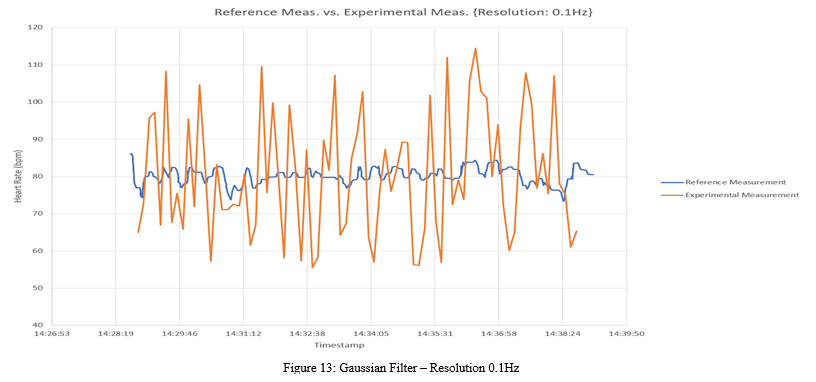 Reference Meas. vs. Experimental Meas. {Resolution: 0.1Hz}
120
110
100
90
80
70
60
50
40
Heart Rate (bpm)
14:26:53 14:28:19 14:29:46 14:31:12 14:32:38 14:34:05 14:35:31 14:36:58 14:38:24 14:39:50
Timestamp
Reference Measurement
Experimental Measurement
Figure 13: Gaussian Filter – Resolution 0.1Hz